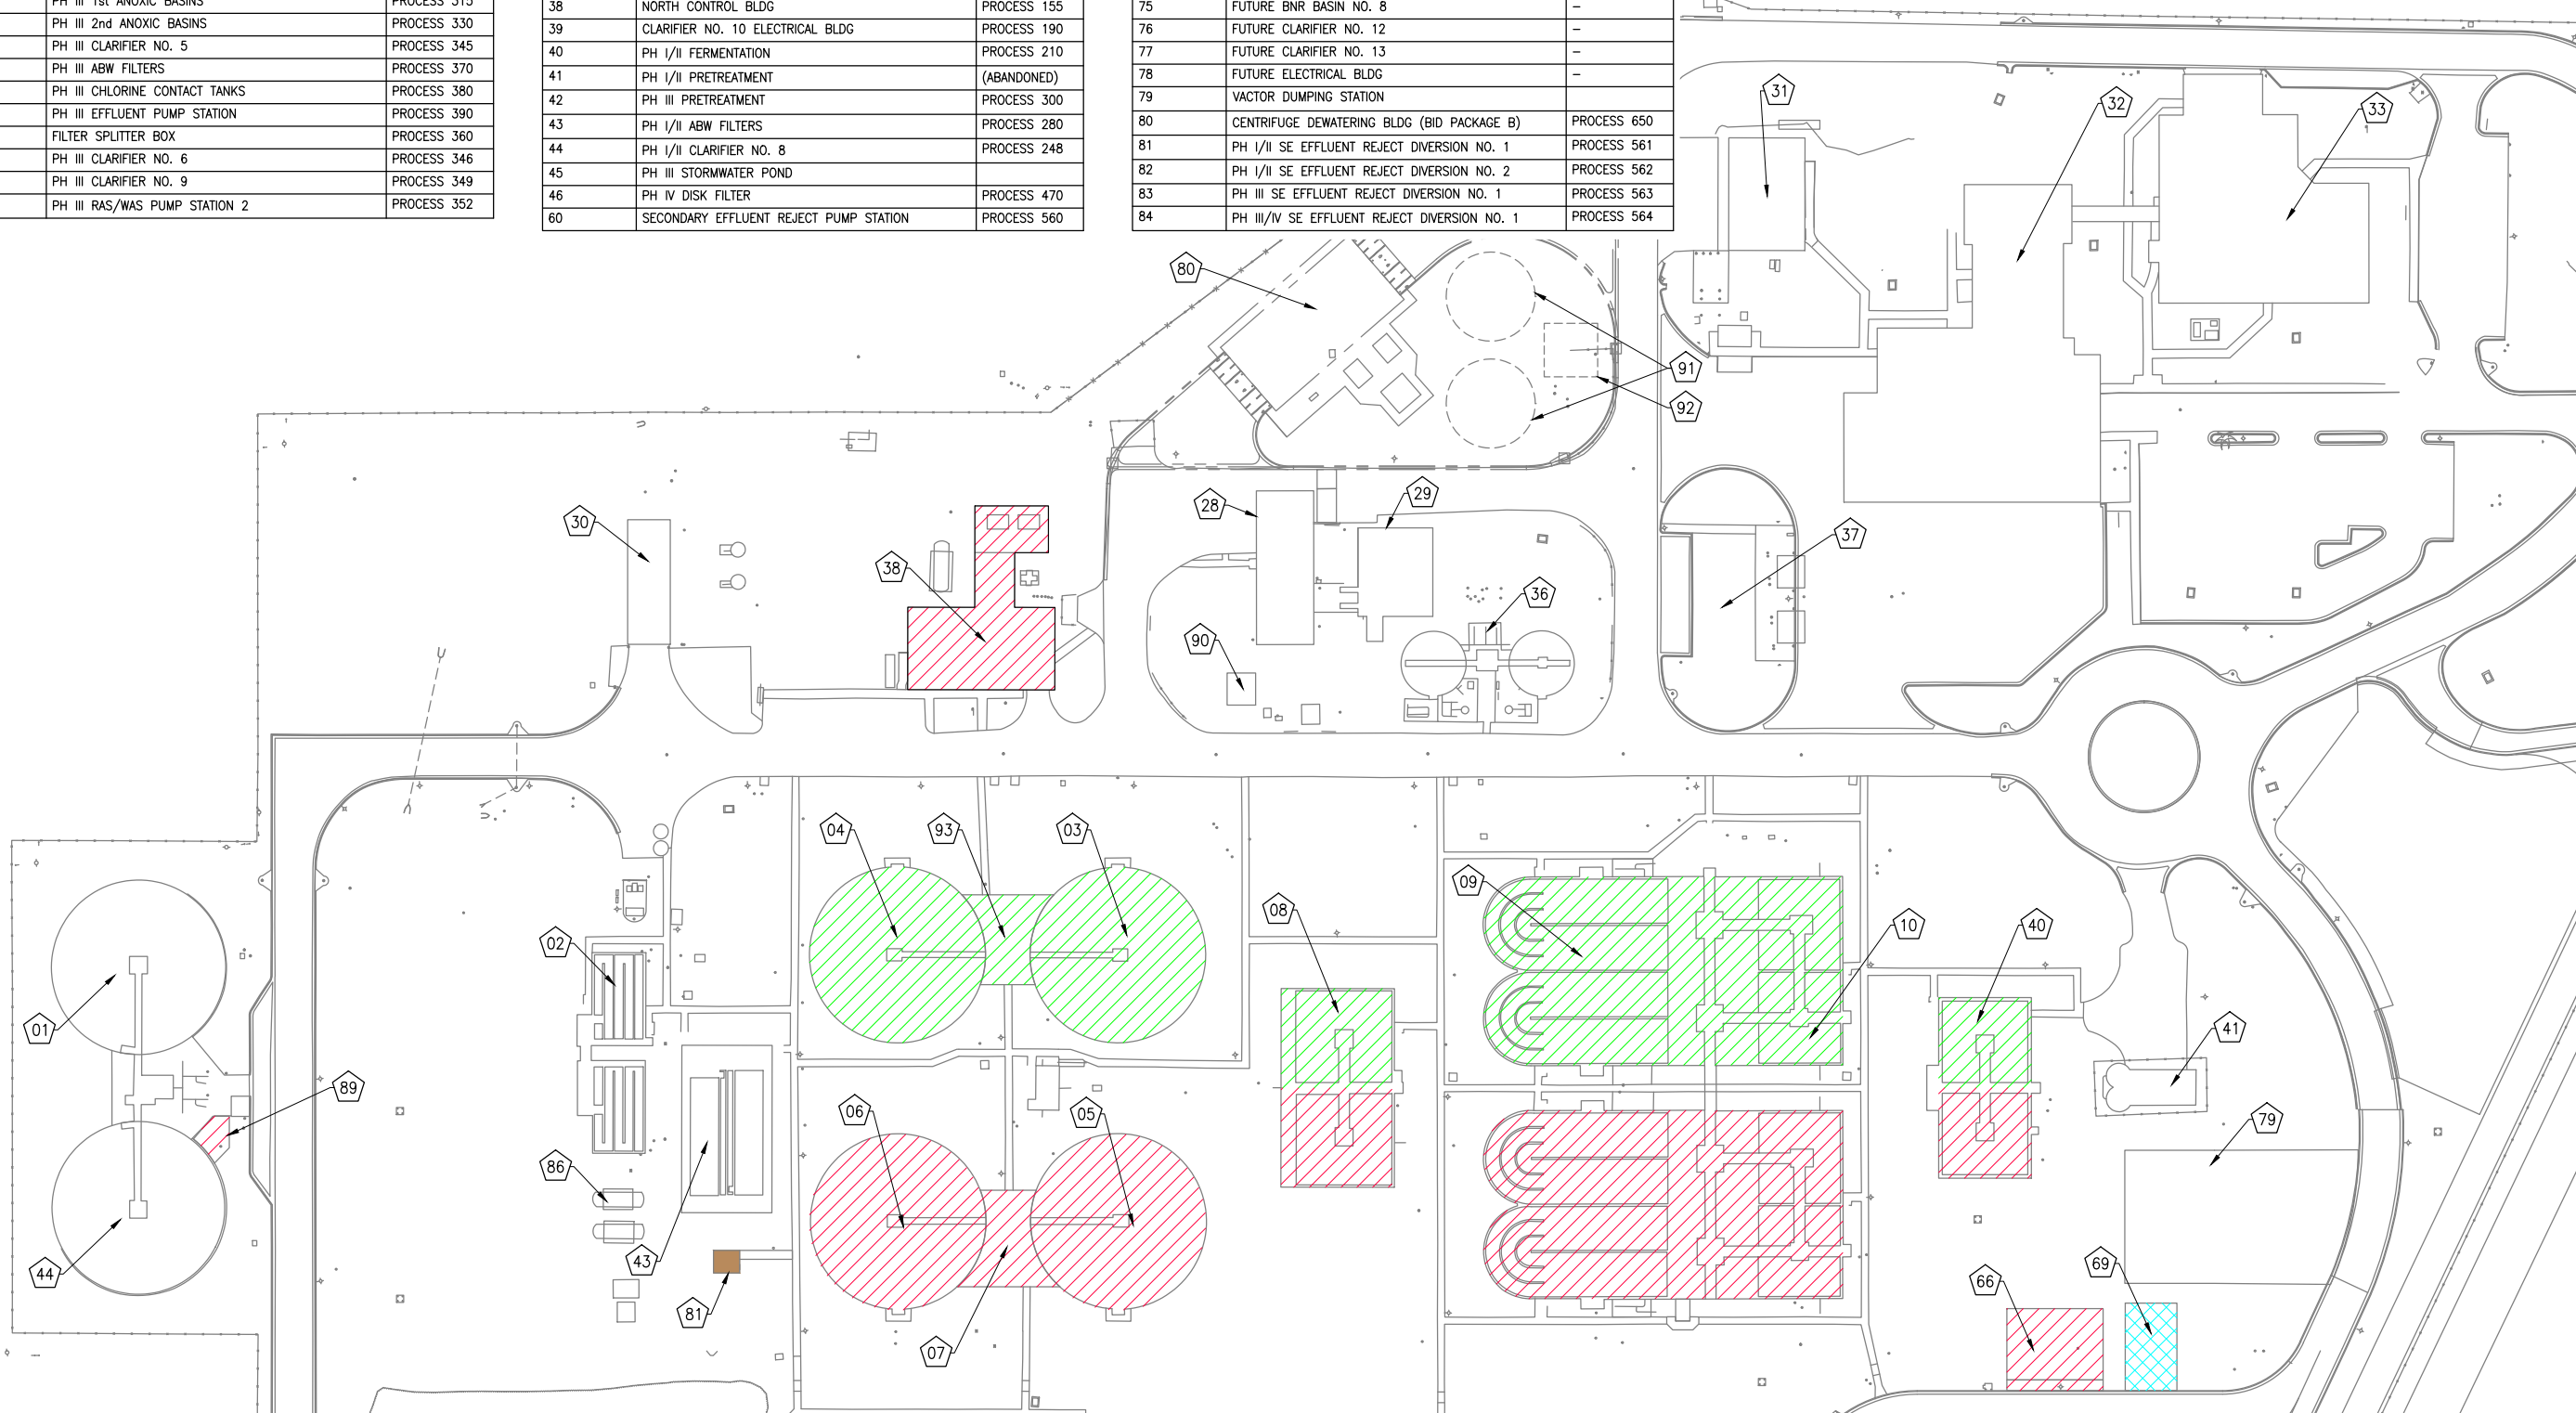 PH III 1st ANOXIC BASINS PROCESS 315
PH III 2nd ANOXIC BASINS PROCESS 330
PH III CLARIFIER NO. 5 PROCESS 345
PH III ABW FILTERS PROCESS 370
PH III CHLORINE CONTACT TANKS PROCESS 380
PH III EFFLUENT PUMP STATION PROCESS 390
FILTER SPLITTER BOX PROCESS 360
PH III CLARIFIER NO. 6 PROCESS 346
PH III CLARIFIER NO. 9 PROCESS 349
PH III RAS/WAS PUMP STATION 2 PROCESS 352
38 NORTH CONTROL BLDG PROCESS 155
39 CLARIFIER NO. 10 ELECTRICAL BLDG PROCESS 190
40 PH I/II FERMENTATION PROCESS 210
41 PH I/II PRETREATMENT (ABANDONED)
42 PH III PRETREATMENT PROCESS 300
43 PH I/II ABW FILTERS PROCESS 280
44 PH I/II CLARIFIER NO. 8 PROCESS 248
45 PH III STORMWATER POND
46 PH IV DISK FILTER PROCESS 470
60 SECONDARY EFFLUENT REJECT PUMP STATION PROCESS 560
75 FUTURE BNR BASIN NO. 8 –
76 FUTURE CLARIFIER NO. 12 –
77 FUTURE CLARIFIER NO. 13 –
78 FUTURE ELECTRICAL BLDG –
79 VACTOR DUMPING STATION
80 CENTRIFUGE DEWATERING BLDG (BID PACKAGE B) PROCESS 650
81 PH I/II SE EFFLUENT REJECT DIVERSION NO. 1 PROCESS 561
82 PH I/II SE EFFLUENT REJECT DIVERSION NO. 2 PROCESS 562
83 PH III SE EFFLUENT REJECT DIVERSION NO. 1 PROCESS 563
84 PH III/IV SE EFFLUENT REJECT DIVERSION NO. 1 PROCESS 564
31
32
33
80
91
92
28
29
30
37
38
36
90
04
93
03
09
08
10
40
02
01
41
89
06
05
79
86
43
44
69
66
81
07